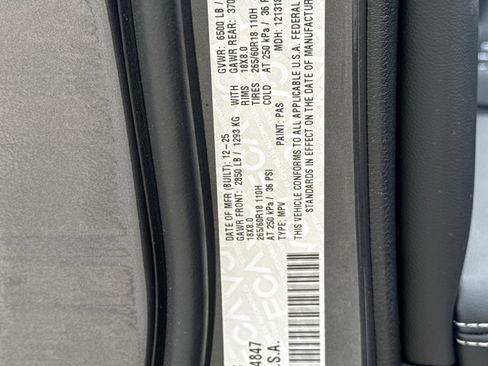 DATE OF MFR (BUILT): 12-25 GVWR: 6500 LB /
GAWR FRONT: 2850 LB / 1293 KG WITH GAWR REAR: 370
18X8.0 RIMS 18X8.0
265/60R18 110H TIRES 265/60R18 110H
AT 250 kPa / 36 PSI COLD AT 250 kPa / 36 P
TYPE: MPV PAINT: PAS MDH: 12131
THIS VEHICLE CONFORMS TO ALL APPLICABLE U.S.A. FEDERAL
STANDARDS IN EFFECT ON THE DATE OF MANUFACTUR
4847
.S.A.